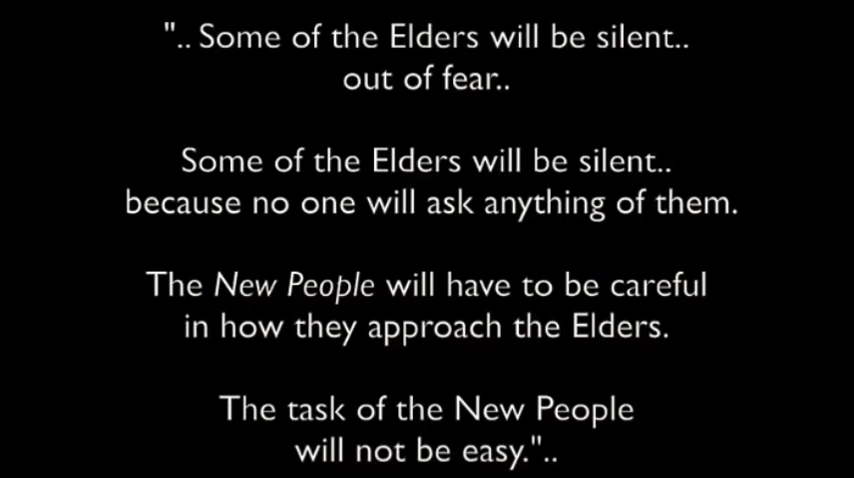 ".. Some of the Elders will be silent..
out of fear..
Some of the Elders will be silent..
because no one will ask anything of them.
The New People will have to be careful
in how they approach the Elders.
The task of the New People
will not be easy."..